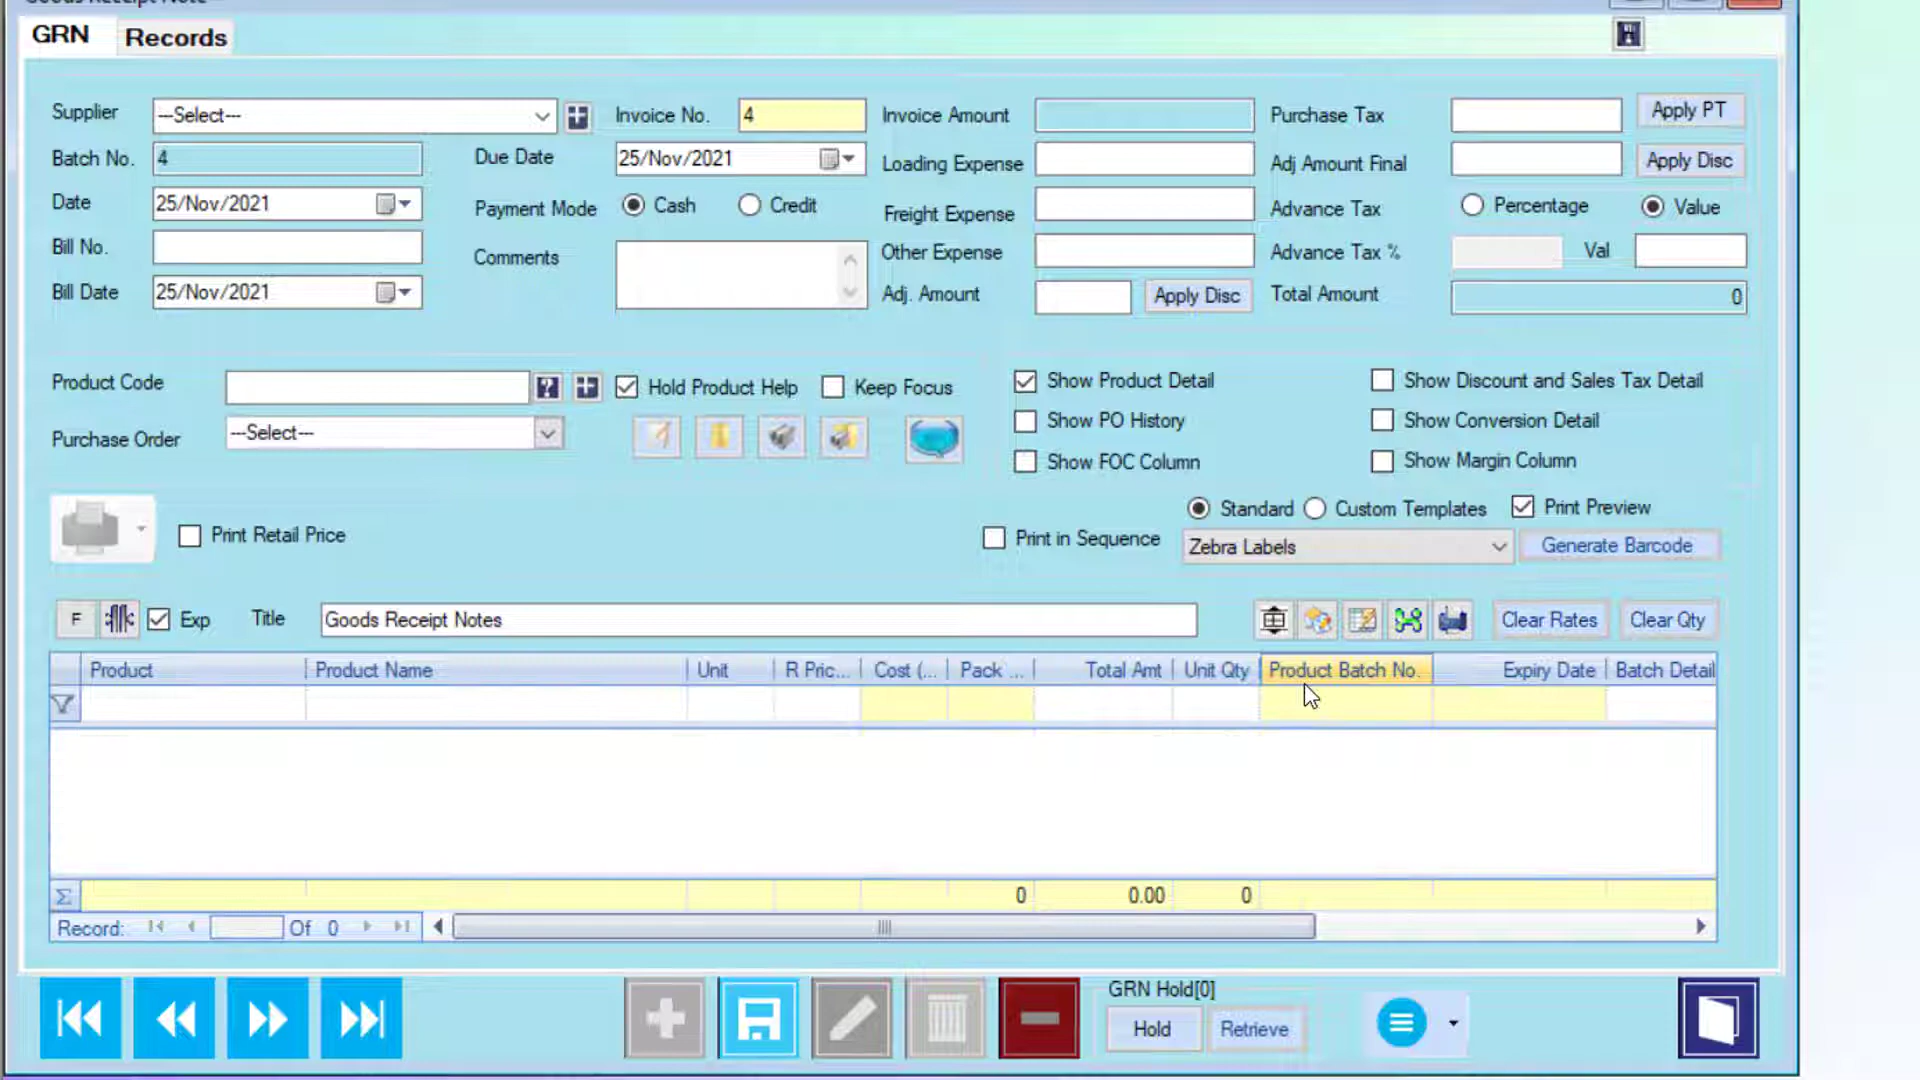 Goods Receipt Note
GRN Records
Supplier ---Select--- Invoice No. 4 Invoice Amount Purchase Tax Apply PT
Batch No. 4 Due Date 25/Nov/2021 Loading Expense Adj Amount Final Apply Disc
Date 25/Nov/2021 Payment Mode Cash Credit Freight Expense Advance Tax Percentage Value
Bill No. Comments Other Expense Advance Tax % Val
Bill Date 25/Nov/2021 Adj. Amount Apply Disc Total Amount 0
Product Code Hold Product Help Keep Focus Show Product Detail Show Discount and Sales Tax Detail
Purchase Order ---Select--- Show PO History Show Conversion Detail
Show FOC Column Show Margin Column
Standard Custom Templates Print Preview
Print Retail Price Print in Sequence Zebra Labels Generate Barcode
F Exp Title Goods Receipt Notes Clear Rates Clear Qty
Product Product Name Unit R Pric... Cost (... Pack ... Total Amt Unit Qty Product Batch No. Expiry Date Batch Detail
Σ 0 0.00 0
Record: Of 0
GRN Hold[0]
Hold Retrieve